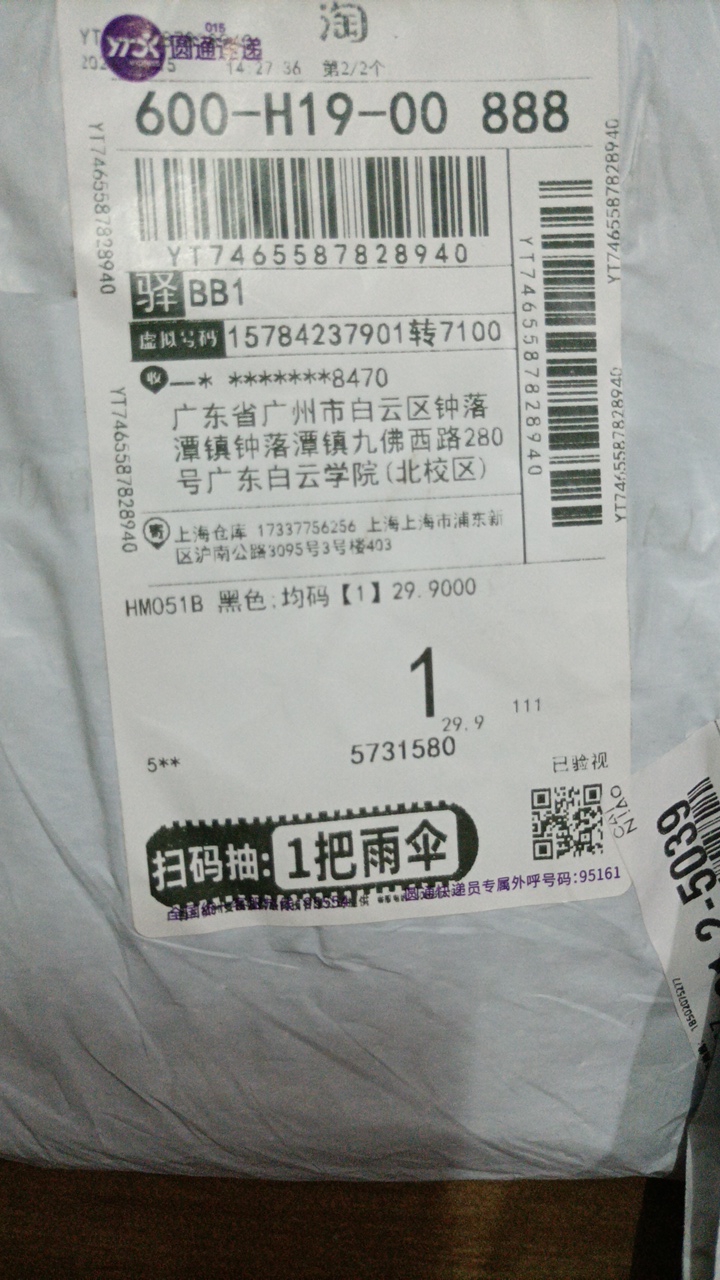 淘
圆通速递
14 27 36 第2/2个
600-H19-00 888
YT7465587828940
YT7465587828940
YT7465587828940
YT7465587828940
YT7465587828940
YT7465587828940
驿 BB1
虚拟号码 15784237901转7100
收 一* *******8470
广东省广州市白云区钟落
潭镇钟落潭镇九佛西路280
号广东白云学院(北校区)
寄 上海仓库 17337756256 上海上海市浦东新
区沪南公路3095号3号楼403
HM051B 黑色;均码【1】29.9000
1
29.9 111
5731580
5** 已验视
CAINIAO
扫码抽: 1把雨伞
圆通快递员专属外呼号码:95161
2-5039
18502075277